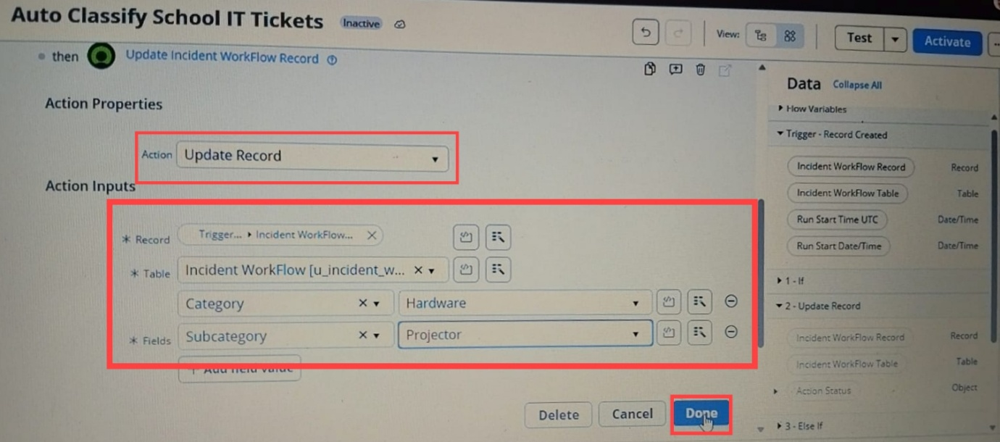 Auto Classify School IT Tickets Inactive
View: Test Activate
then Update Incident WorkFlow Record
Action Properties
Action Update Record
Action Inputs
* Record Trigger... ▸ Incident WorkFlow... ×
* Table Incident WorkFlow [u_incident_w... ×
Category × Hardware
* Fields Subcategory × Projector
+ Add field value
Delete Cancel Done
Data Collapse All
Flow Variables
Trigger - Record Created
Incident WorkFlow Record Record
Incident WorkFlow Table Table
Run Start Time UTC Date/Time
Run Start Date/Time Date/Time
1 - If
2 - Update Record
Incident WorkFlow Record Record
Incident WorkFlow Table Table
Action Status Object
3 - Else If